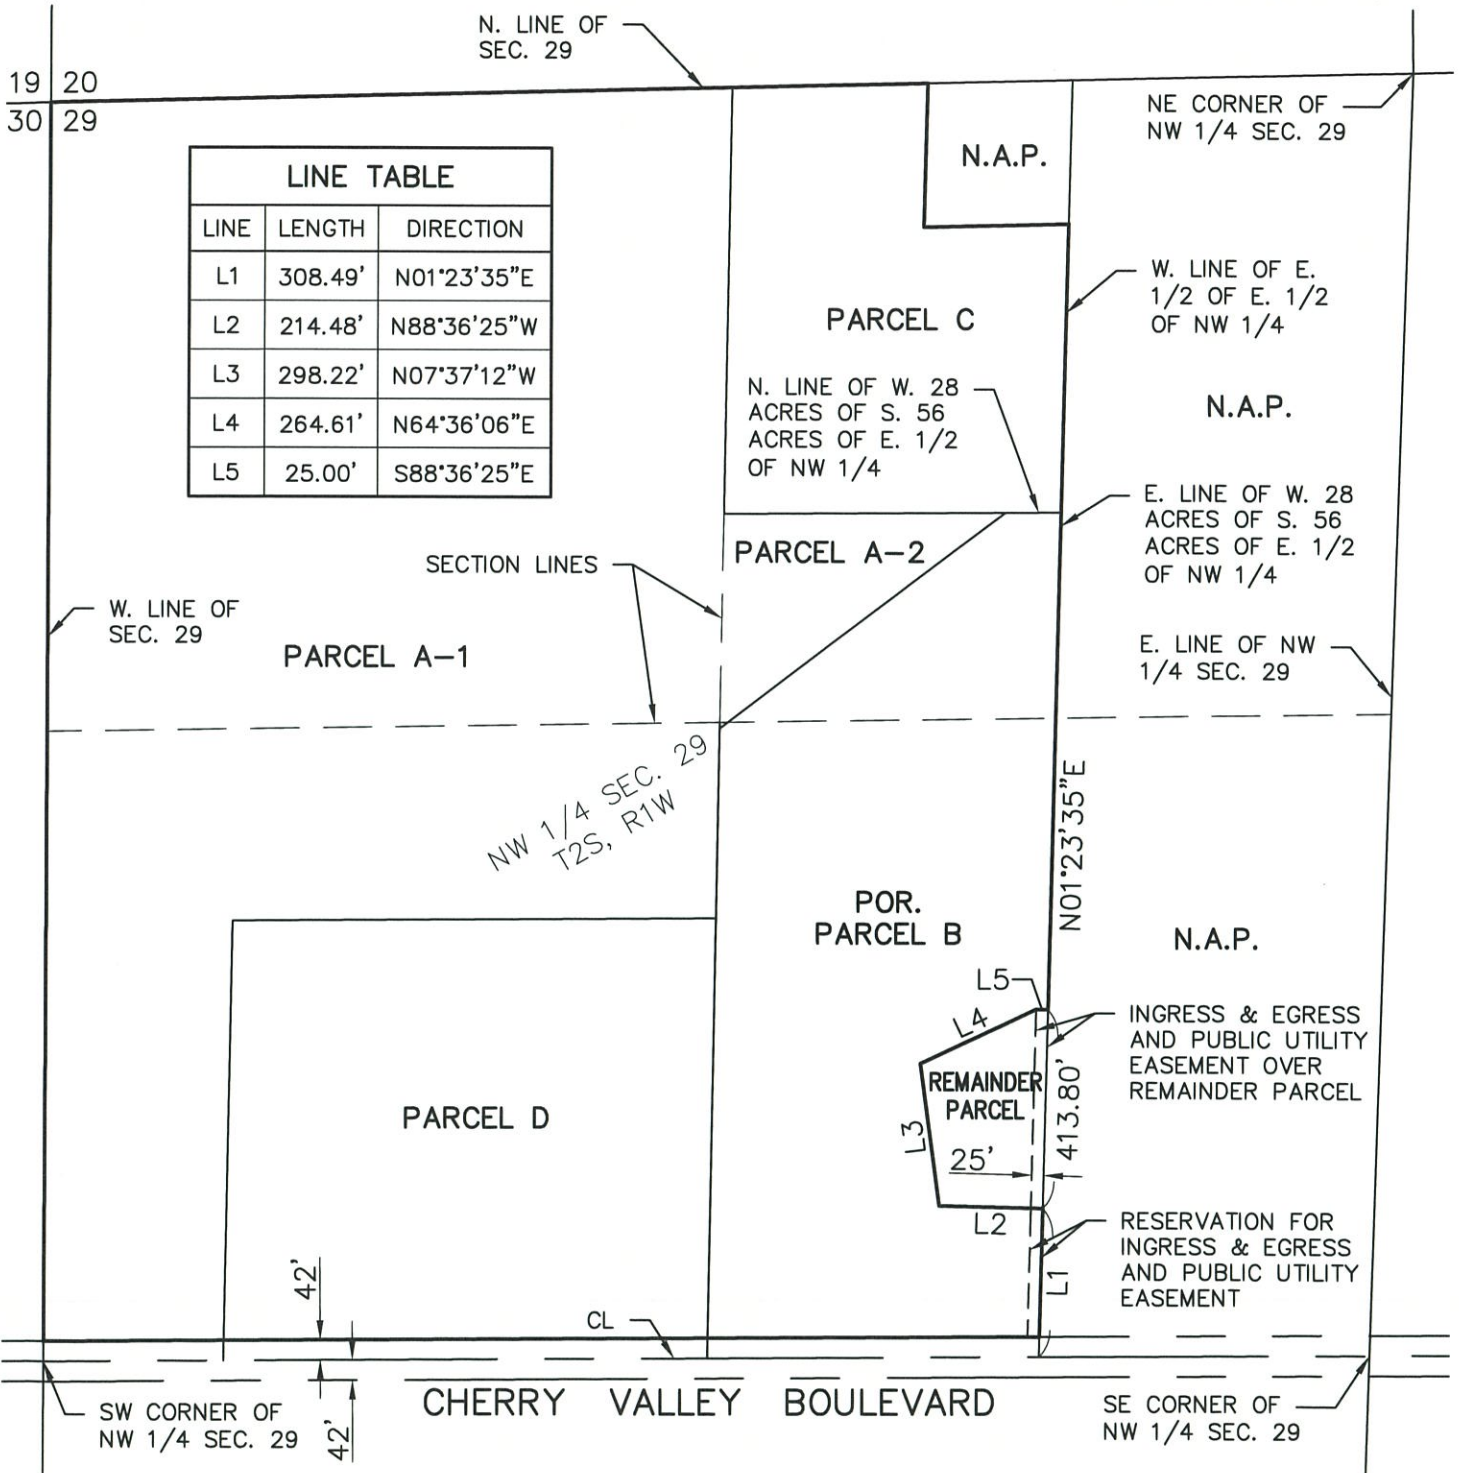 N. LINE OF
SEC. 29
19 20
30 29
NE CORNER OF
NW 1/4 SEC. 29
N.A.P.
LINE TABLE
LINE LENGTH DIRECTION
L1 308.49' N01°23'35"E
L2 214.48' N88°36'25"W
L3 298.22' N07°37'12"W
L4 264.61' N64°36'06"E
L5 25.00' S88°36'25"E
W. LINE OF E.
1/2 OF E. 1/2
OF NW 1/4
PARCEL C
N. LINE OF W. 28
ACRES OF S. 56
ACRES OF E. 1/2
OF NW 1/4
N.A.P.
E. LINE OF W. 28
ACRES OF S. 56
ACRES OF E. 1/2
OF NW 1/4
SECTION LINES
PARCEL A-2
W. LINE OF
SEC. 29
PARCEL A-1
E. LINE OF NW
1/4 SEC. 29
NW 1/4 SEC. 29
T2S, R1W
N01°23'35"E
POR.
PARCEL B
N.A.P.
L5
L4
INGRESS & EGRESS
AND PUBLIC UTILITY
EASEMENT OVER
REMAINDER PARCEL
REMAINDER
PARCEL
413.80'
PARCEL D
L3
25'
L2
RESERVATION FOR
INGRESS & EGRESS
AND PUBLIC UTILITY
EASEMENT
L1
42'
CL
CHERRY VALLEY BOULEVARD
SW CORNER OF
NW 1/4 SEC. 29
42'
SE CORNER OF
NW 1/4 SEC. 29